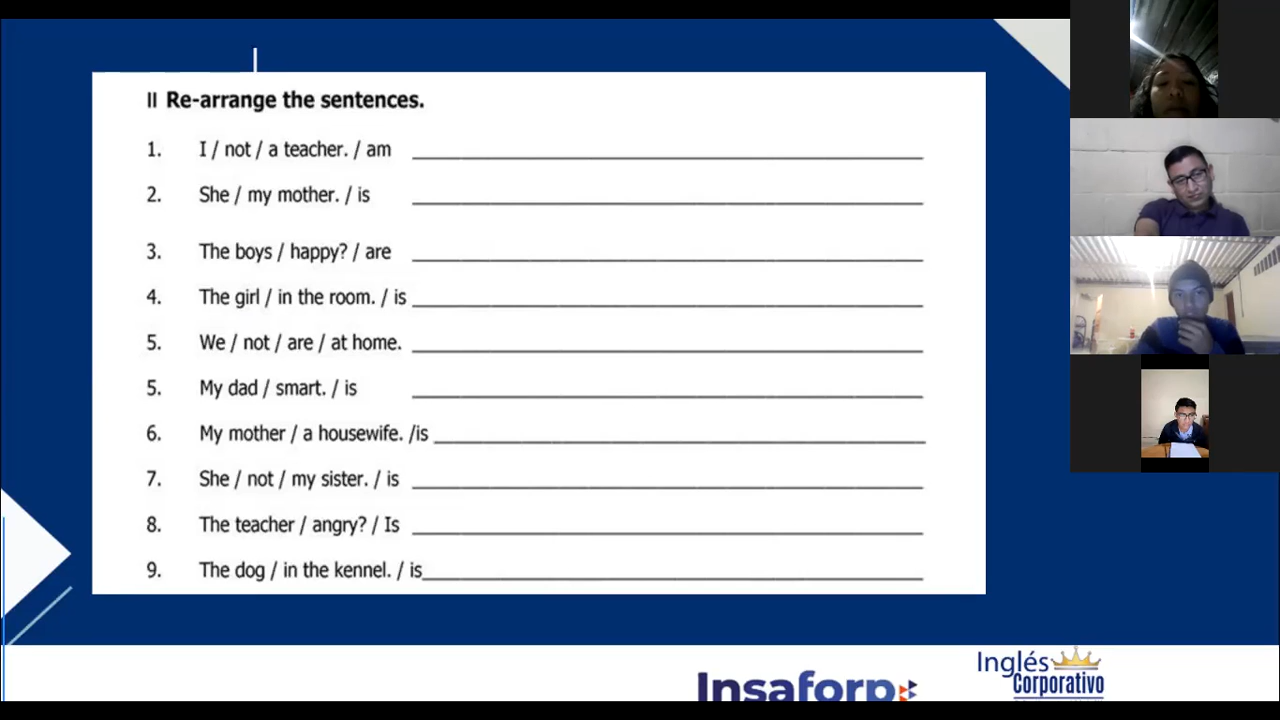 II Re-arrange the sentences.
1. I / not / a teacher. / am
2. She / my mother. / is
3. The boys / happy? / are
4. The girl / in the room. / is
5. We / not / are / at home.
5. My dad / smart. / is
6. My mother / a housewife. /is
7. She / not / my sister. / is
8. The teacher / angry? / Is
9. The dog / in the kennel. / is
Insaforp
Inglés
Corporativo